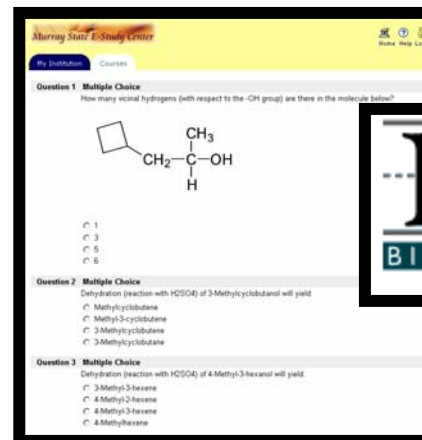 Murray State E-Study Center
Home Help
My Institution Courses
Question 1 Multiple Choice
How many vicinal hydrogens (with respect to the -OH group) are there in the molecule below?
CH3
CH2-C-OH
H
1
3
5
6
Question 2 Multiple Choice
Dehydration (reaction with H2SO4) of 3-Methylcyclobutanol will yield
Methylcyclobutene
Methyl-3-cyclobutene
3-Methylcyclobutene
3-Methylcyclobutane
Question 3 Multiple Choice
Dehydration (reaction with H2SO4) of 4-Methyl-3-hexanol will yield:
3-Methyl-3-hexene
4-Methyl-2-hexene
4-Methyl-3-hexene
4-Methylhexene
BI